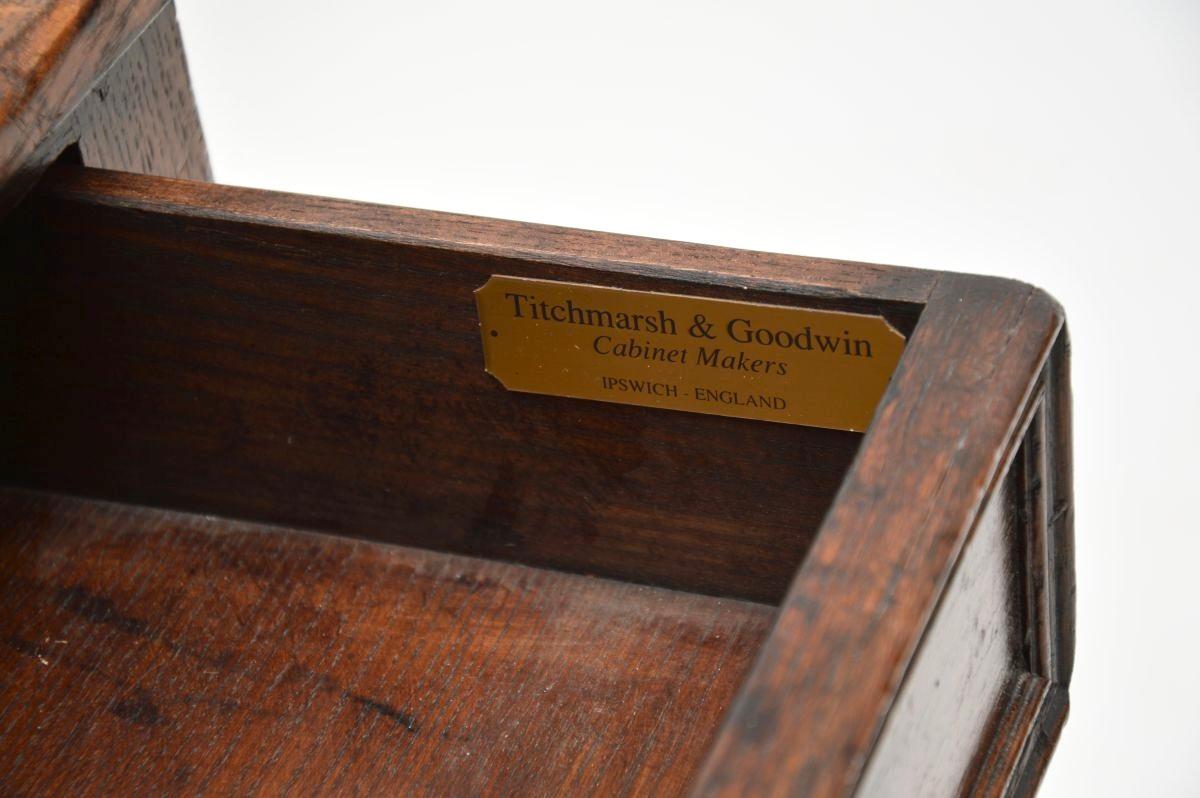 Titchmarsh & Goodwin
Cabinet Makers
IPSWICH - ENGLAND